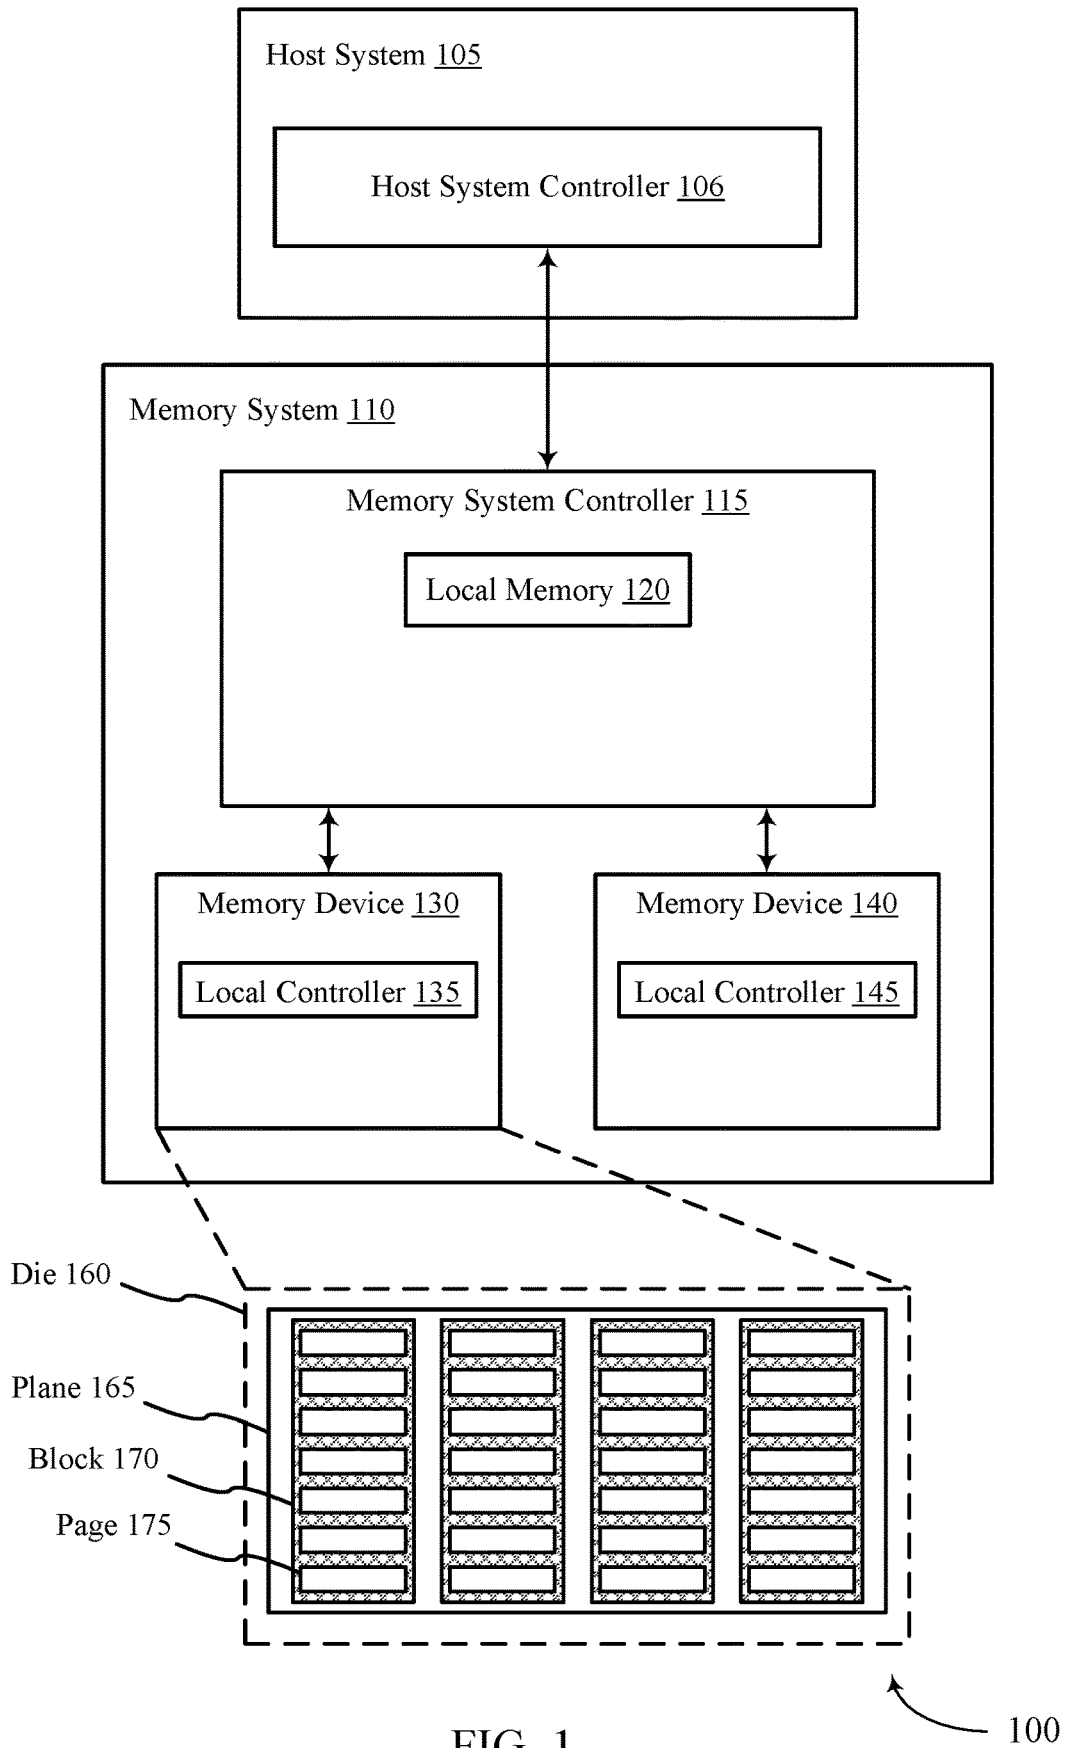 Host System 105
Host System Controller 106
Memory System 110
Memory System Controller 115
Local Memory 120
Memory Device 130
Memory Device 140
Local Controller 135
Local Controller 145
Die 160
Plane 165
Block 170
Page 175
100
FIG. 1